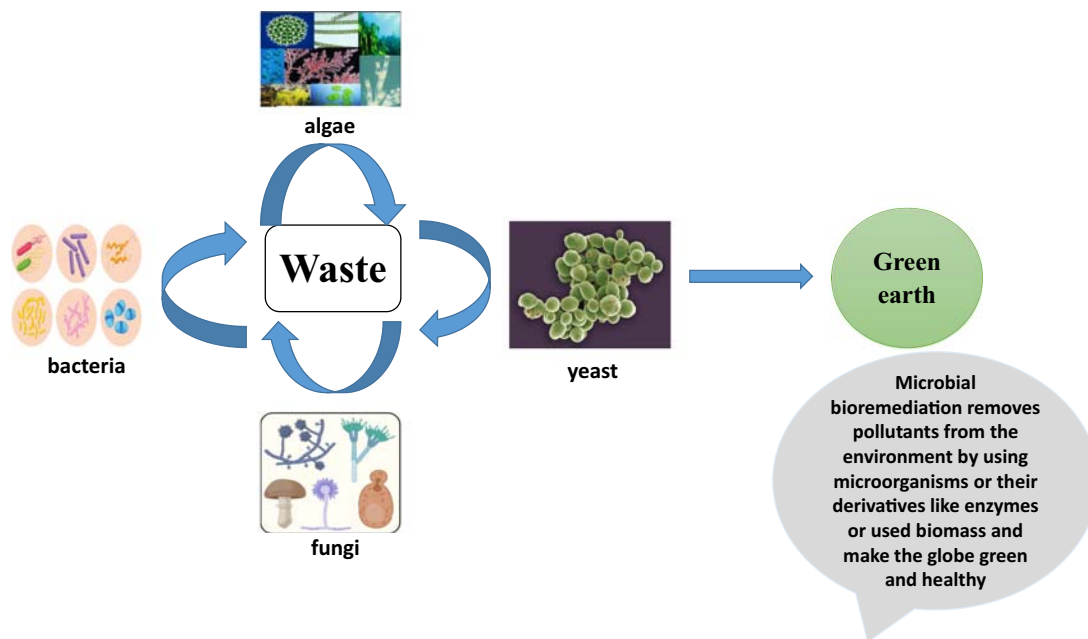 algae
Waste
bacteria
yeast
fungi
Green
earth
Microbial
bioremediation removes
pollutants from the
environment by using
microorganisms or their
derivatives like enzymes
or used biomass and
make the globe green
and healthy